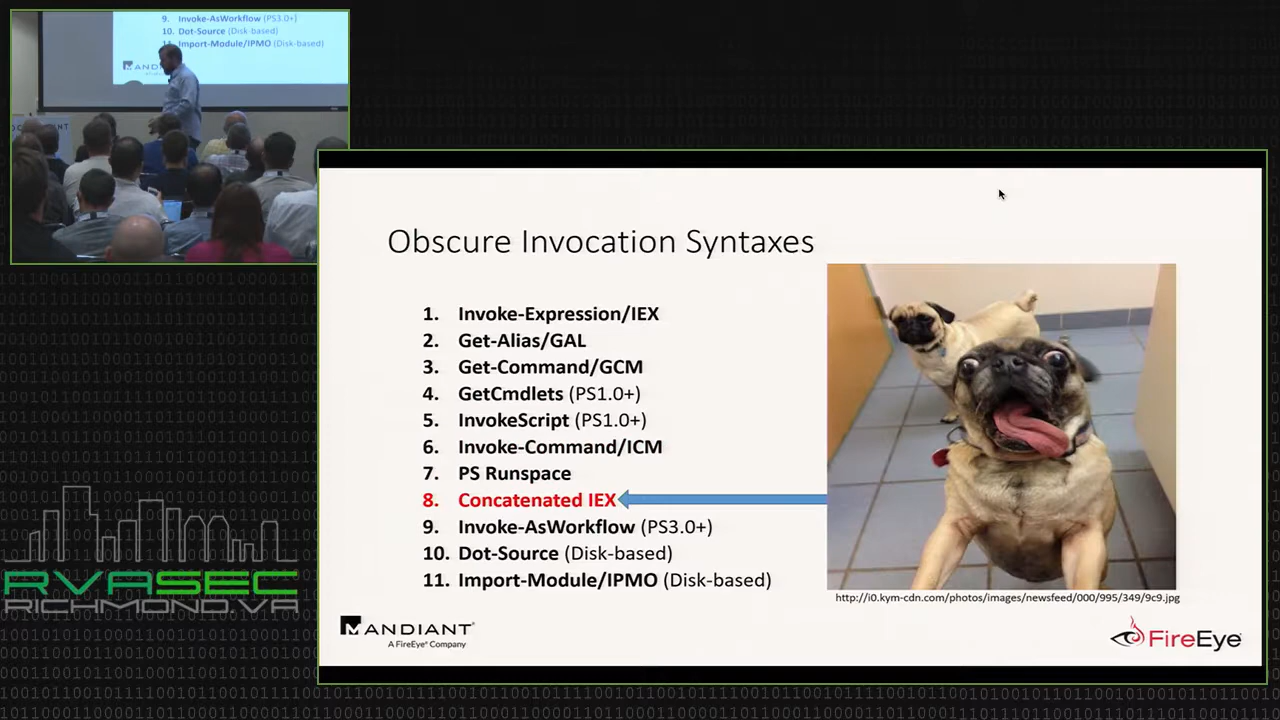 9. Invoke-AsWorkflow (PS3.0+)
10. Dot-Source (Disk-based)
11. Import-Module/IPMO (Disk-based)
MANDIANT
Obscure Invocation Syntaxes
1. Invoke-Expression/IEX
2. Get-Alias/GAL
3. Get-Command/GCM
4. GetCmdlets (PS1.0+)
5. InvokeScript (PS1.0+)
6. Invoke-Command/ICM
7. PS Runspace
8. Concatenated IEX
9. Invoke-AsWorkflow (PS3.0+)
10. Dot-Source (Disk-based)
11. Import-Module/IPMO (Disk-based)
http://i0.kym-cdn.com/photos/images/newsfeed/000/995/349/9c9.jpg
MANDIANT®
A FireEye® Company
FireEye
RVASEC
RICHMOND.VA